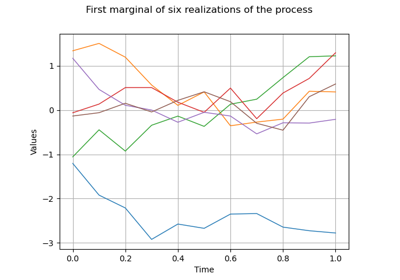 First marginal of six realizations of the process
1
0
−1
−2
−3
Values
0.0 0.2 0.4 0.6 0.8 1.0
Time